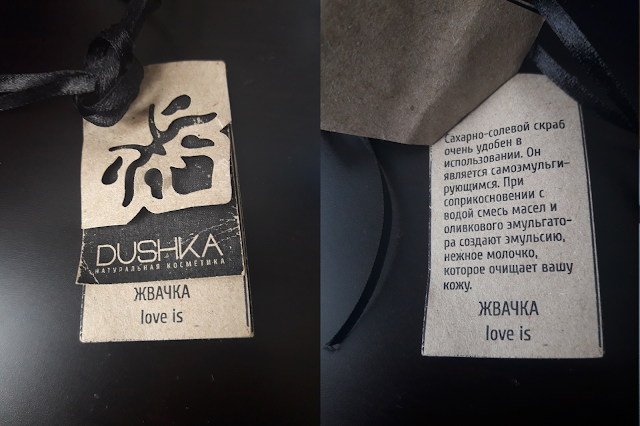 DUSHKA
НАТУРАЛЬНАЯ КОСМЕТИКА
ЖВАЧКА
love is
Сахарно-солевой скраб
очень удобен в
использовании. Он
является самоэмульги-
рующимся. При
соприкосновении с
водой смесь масел и
оливкового эмульгато-
ра создают эмульсию,
нежное молочко,
которое очищает вашу
кожу.
ЖВАЧКА
love is